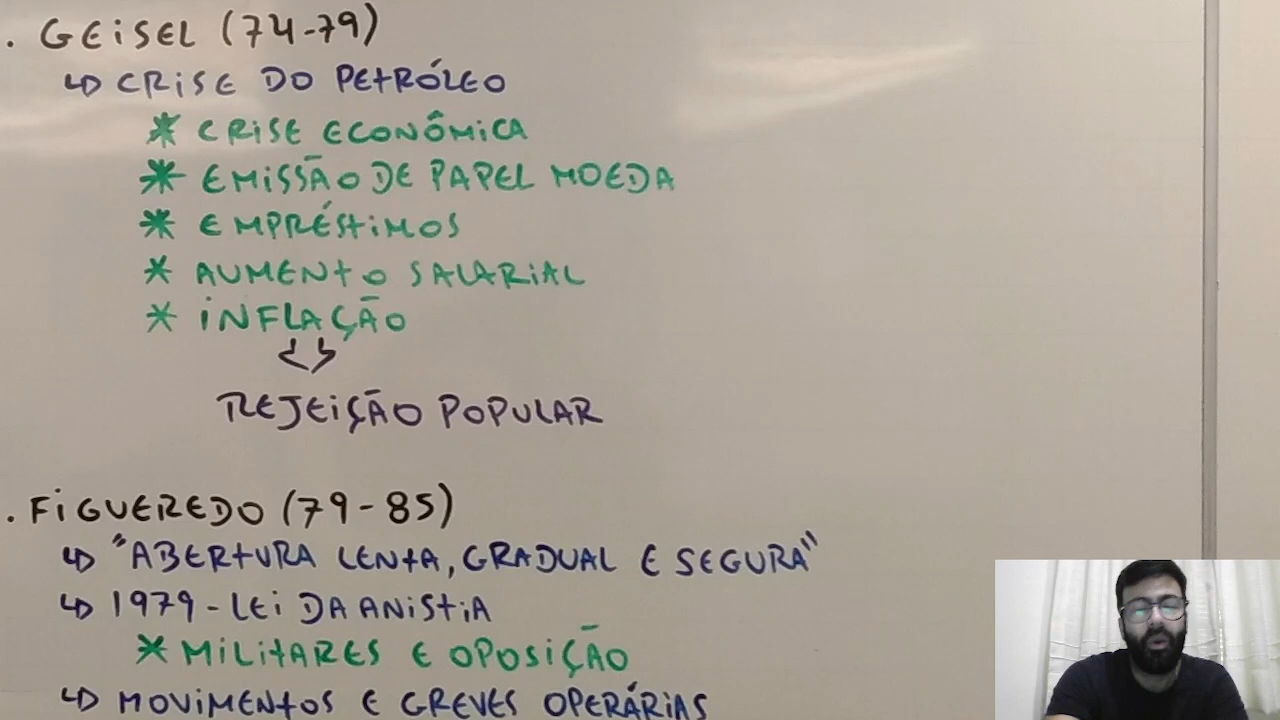 . GEiSEL (74-79)
↳ CRiSE DO PETRÓLEO
* CRiSE ECONÔMiCA
* EMiSSÃO DE PAPEL MOEDA
* EMPRÉSTiMOS
* AUMENTO SALARiAL
* iNFLAÇÃO
REJEiÇÃO POPULAR
. FiGUEREDO (79-85)
↳ "ABERTURA LENTA, GRADUAL E SEGURA"
↳ 1979 - LEi DA ANiSTiA
* MiLiTARES E OPOSiÇÃO
↳ MOViMENTOS E GREVES OPERÁRiAS